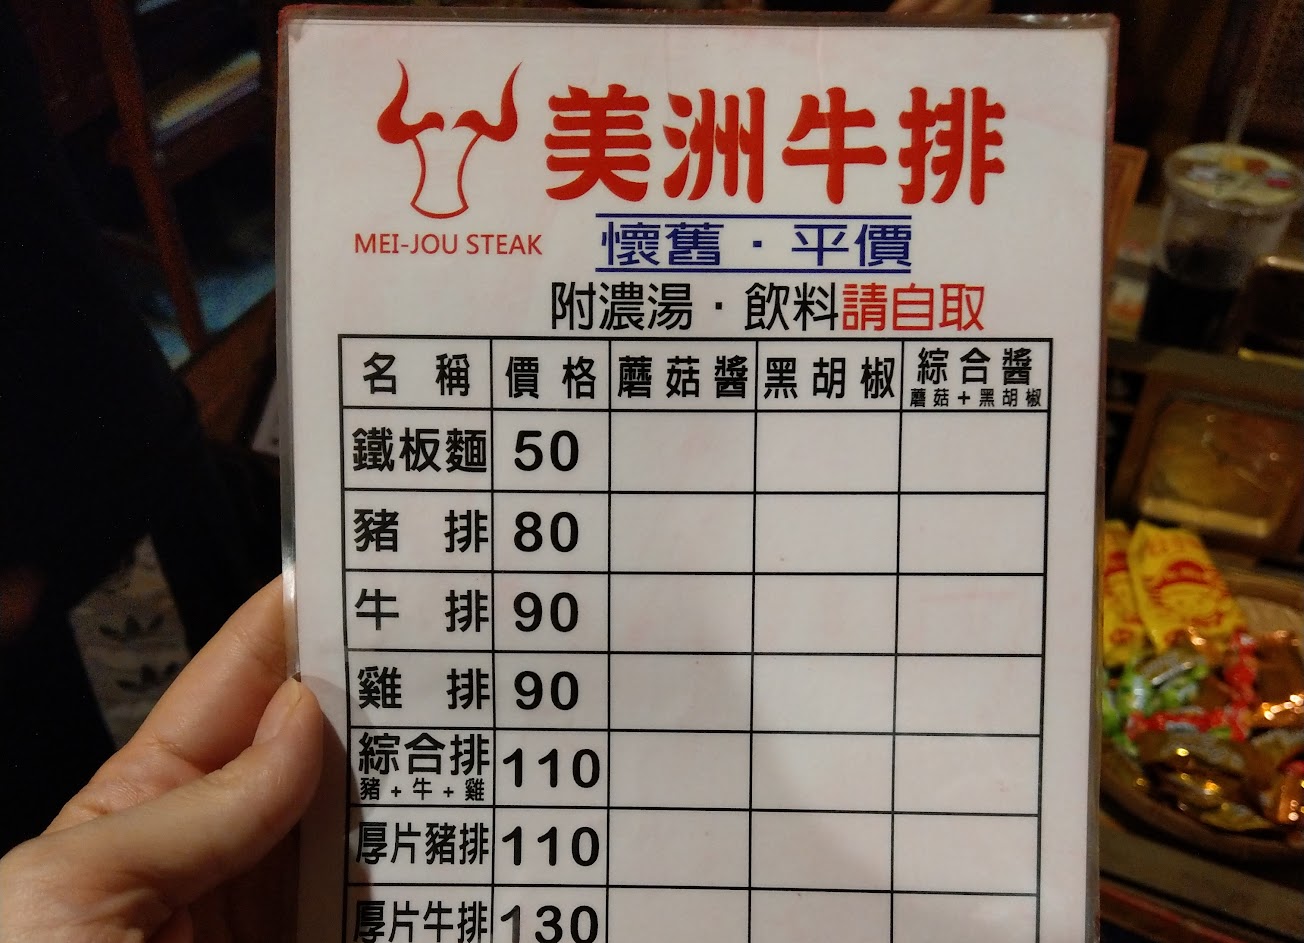 美洲牛排
MEI-JOU STEAK
懷舊・平價
附濃湯・飲料請自取
名稱 價格 蘑菇醬 黑胡椒 綜合醬
蘑菇+黑胡椒
鐵板麵 50
豬排 80
牛排 90
雞排 90
綜合排 110
豬+牛+雞
厚片豬排 110
厚片牛排 130